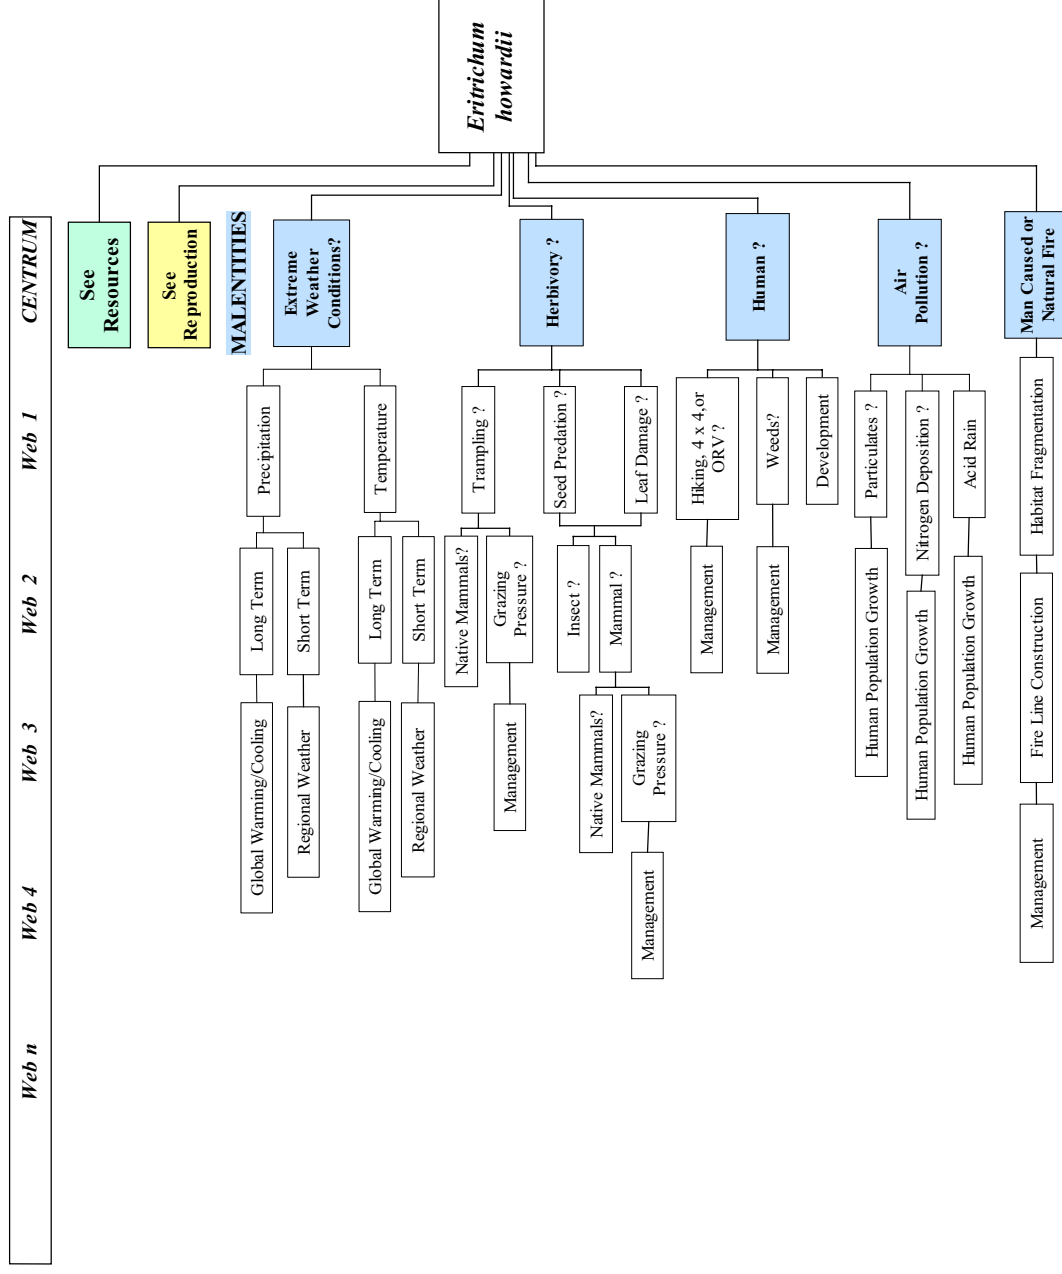 Web n
Web 4
Web 3
Web 2
Web 1
CENTRUM
See
Resources
See
Reproduction
MALENTITIES
Global Warming/Cooling
Long Term
Precipitation
Extreme
Weather
Conditions?
Regional Weather
Short Term
Global Warming/Cooling
Long Term
Temperature
Regional Weather
Short Term
Native Mammals?
Trampling ?
Management
Grazing
Pressure ?
Eritrichum
howardii
Insect ?
Seed Predation ?
Herbivory ?
Native Mammals?
Mammal ?
Management
Grazing
Pressure ?
Leaf Damage ?
Management
Hiking, 4 x 4,or
ORV ?
Human ?
Management
Weeds?
Development
Human Population Growth
Particulates ?
Air
Pollution ?
Human Population Growth
Nitrogen Deposition ?
Human Population Growth
Acid Rain
Management
Fire Line Construction
Habitat Fragmentation
Man Caused or
Natural Fire